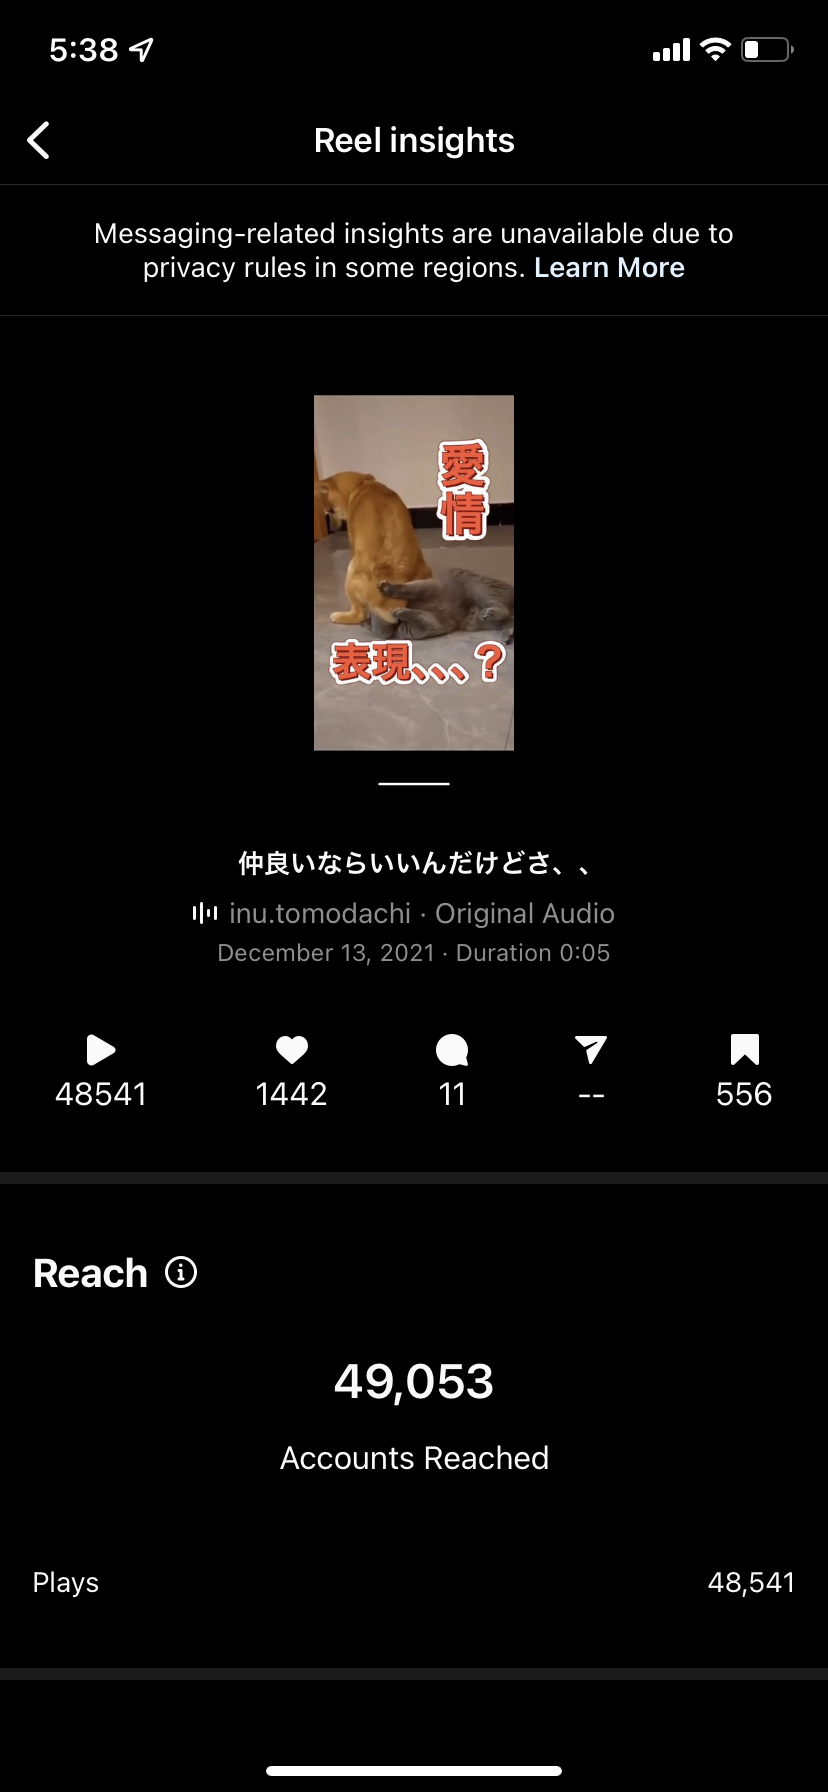 5:38
Reel insights
Messaging-related insights are unavailable due to
privacy rules in some regions. Learn More
愛情
表現、、、?
仲良いならいいんだけどさ、、
inu.tomodachi · Original Audio
December 13, 2021 · Duration 0:05
48541 1442 11 -- 556
Reach
49,053
Accounts Reached
Plays 48,541